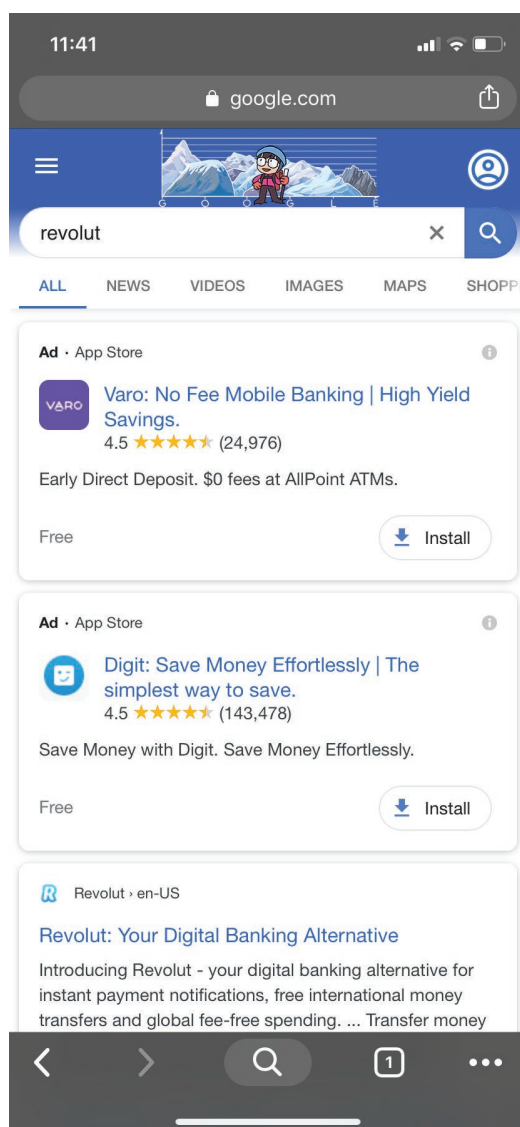 11:41
google.com
G O O G L E
revolut
ALL NEWS VIDEOS IMAGES MAPS SHOPP
Ad · App Store
VARO
Varo: No Fee Mobile Banking | High Yield
Savings.
4.5 (24,976)
Early Direct Deposit. $0 fees at AllPoint ATMs.
Free
Install
Ad · App Store
Digit: Save Money Effortlessly | The
simplest way to save.
4.5 (143,478)
Save Money with Digit. Save Money Effortlessly.
Free
Install
R
Revolut › en-US
Revolut: Your Digital Banking Alternative
Introducing Revolut - your digital banking alternative for
instant payment notifications, free international money
transfers and global fee-free spending. ... Transfer money
1